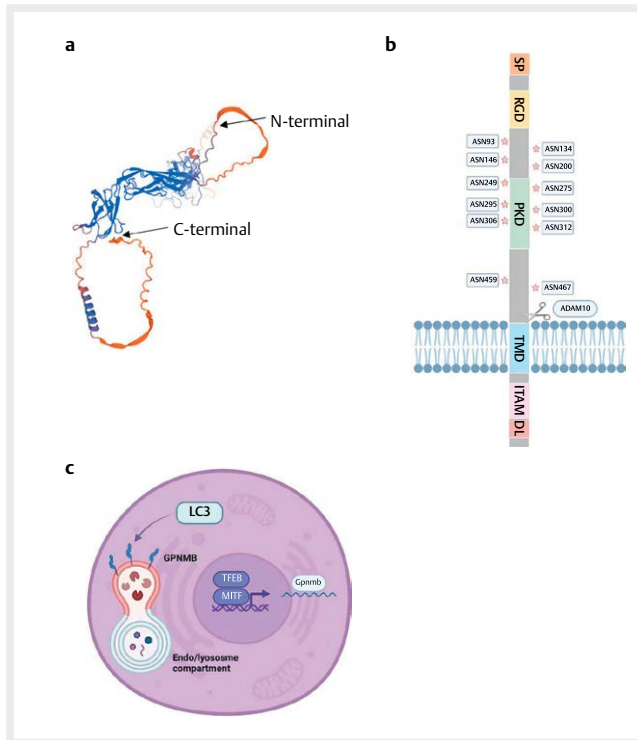 a
N-terminal
C-terminal
b
SP
RGD
ASN93
ASN134
ASN146
ASN200
ASN249
ASN275
PKD
ASN295
ASN300
ASN306
ASN312
ASN459
ASN467
ADAM10
TMD
ITAM
DL
c
LC3
GPNMB
TFEB
MITF
Gpnmb
Endo/lysosme
compartment